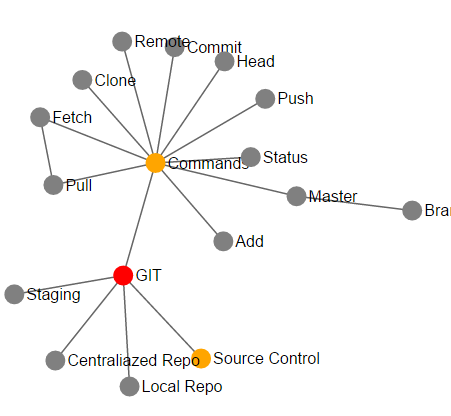 Remote
Commit
Head
Clone
Push
Fetch
Status
Commands
Pull
Master
Bra
Add
GIT
Staging
Centraliazed Repo
Source Control
Local Repo